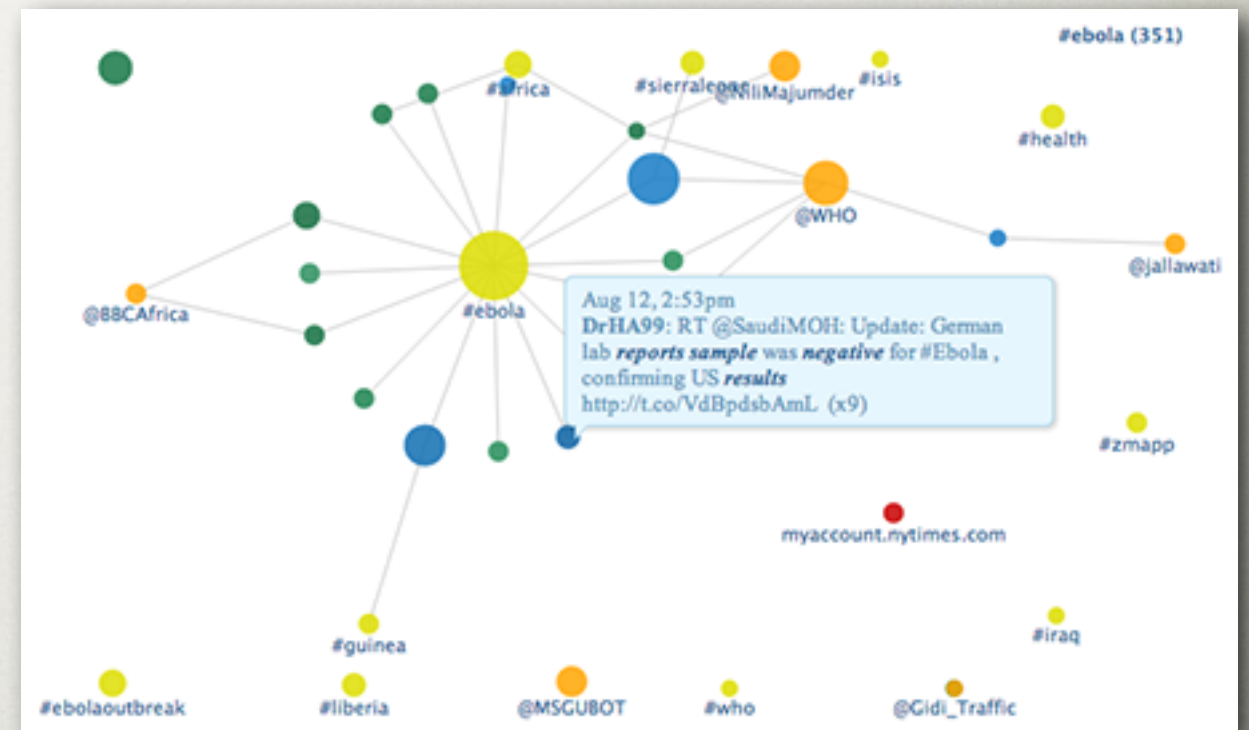 #ebola (351)
#africa
#sierraleone
@NiliMajumder
#isis
#health
@WHO
@jallawati
@BBCAfrica
#ebola
Aug 12, 2:53pm
DrHA99: RT @SaudiMOH: Update: German
lab reports sample was negative for #Ebola ,
confirming US results
http://t.co/VdBpdsbAmL (x9)
#zmapp
myaccount.nytimes.com
#iraq
#guinea
#ebolaoutbreak
#liberia
@MSGUBOT
#who
@Gidi_Traffic